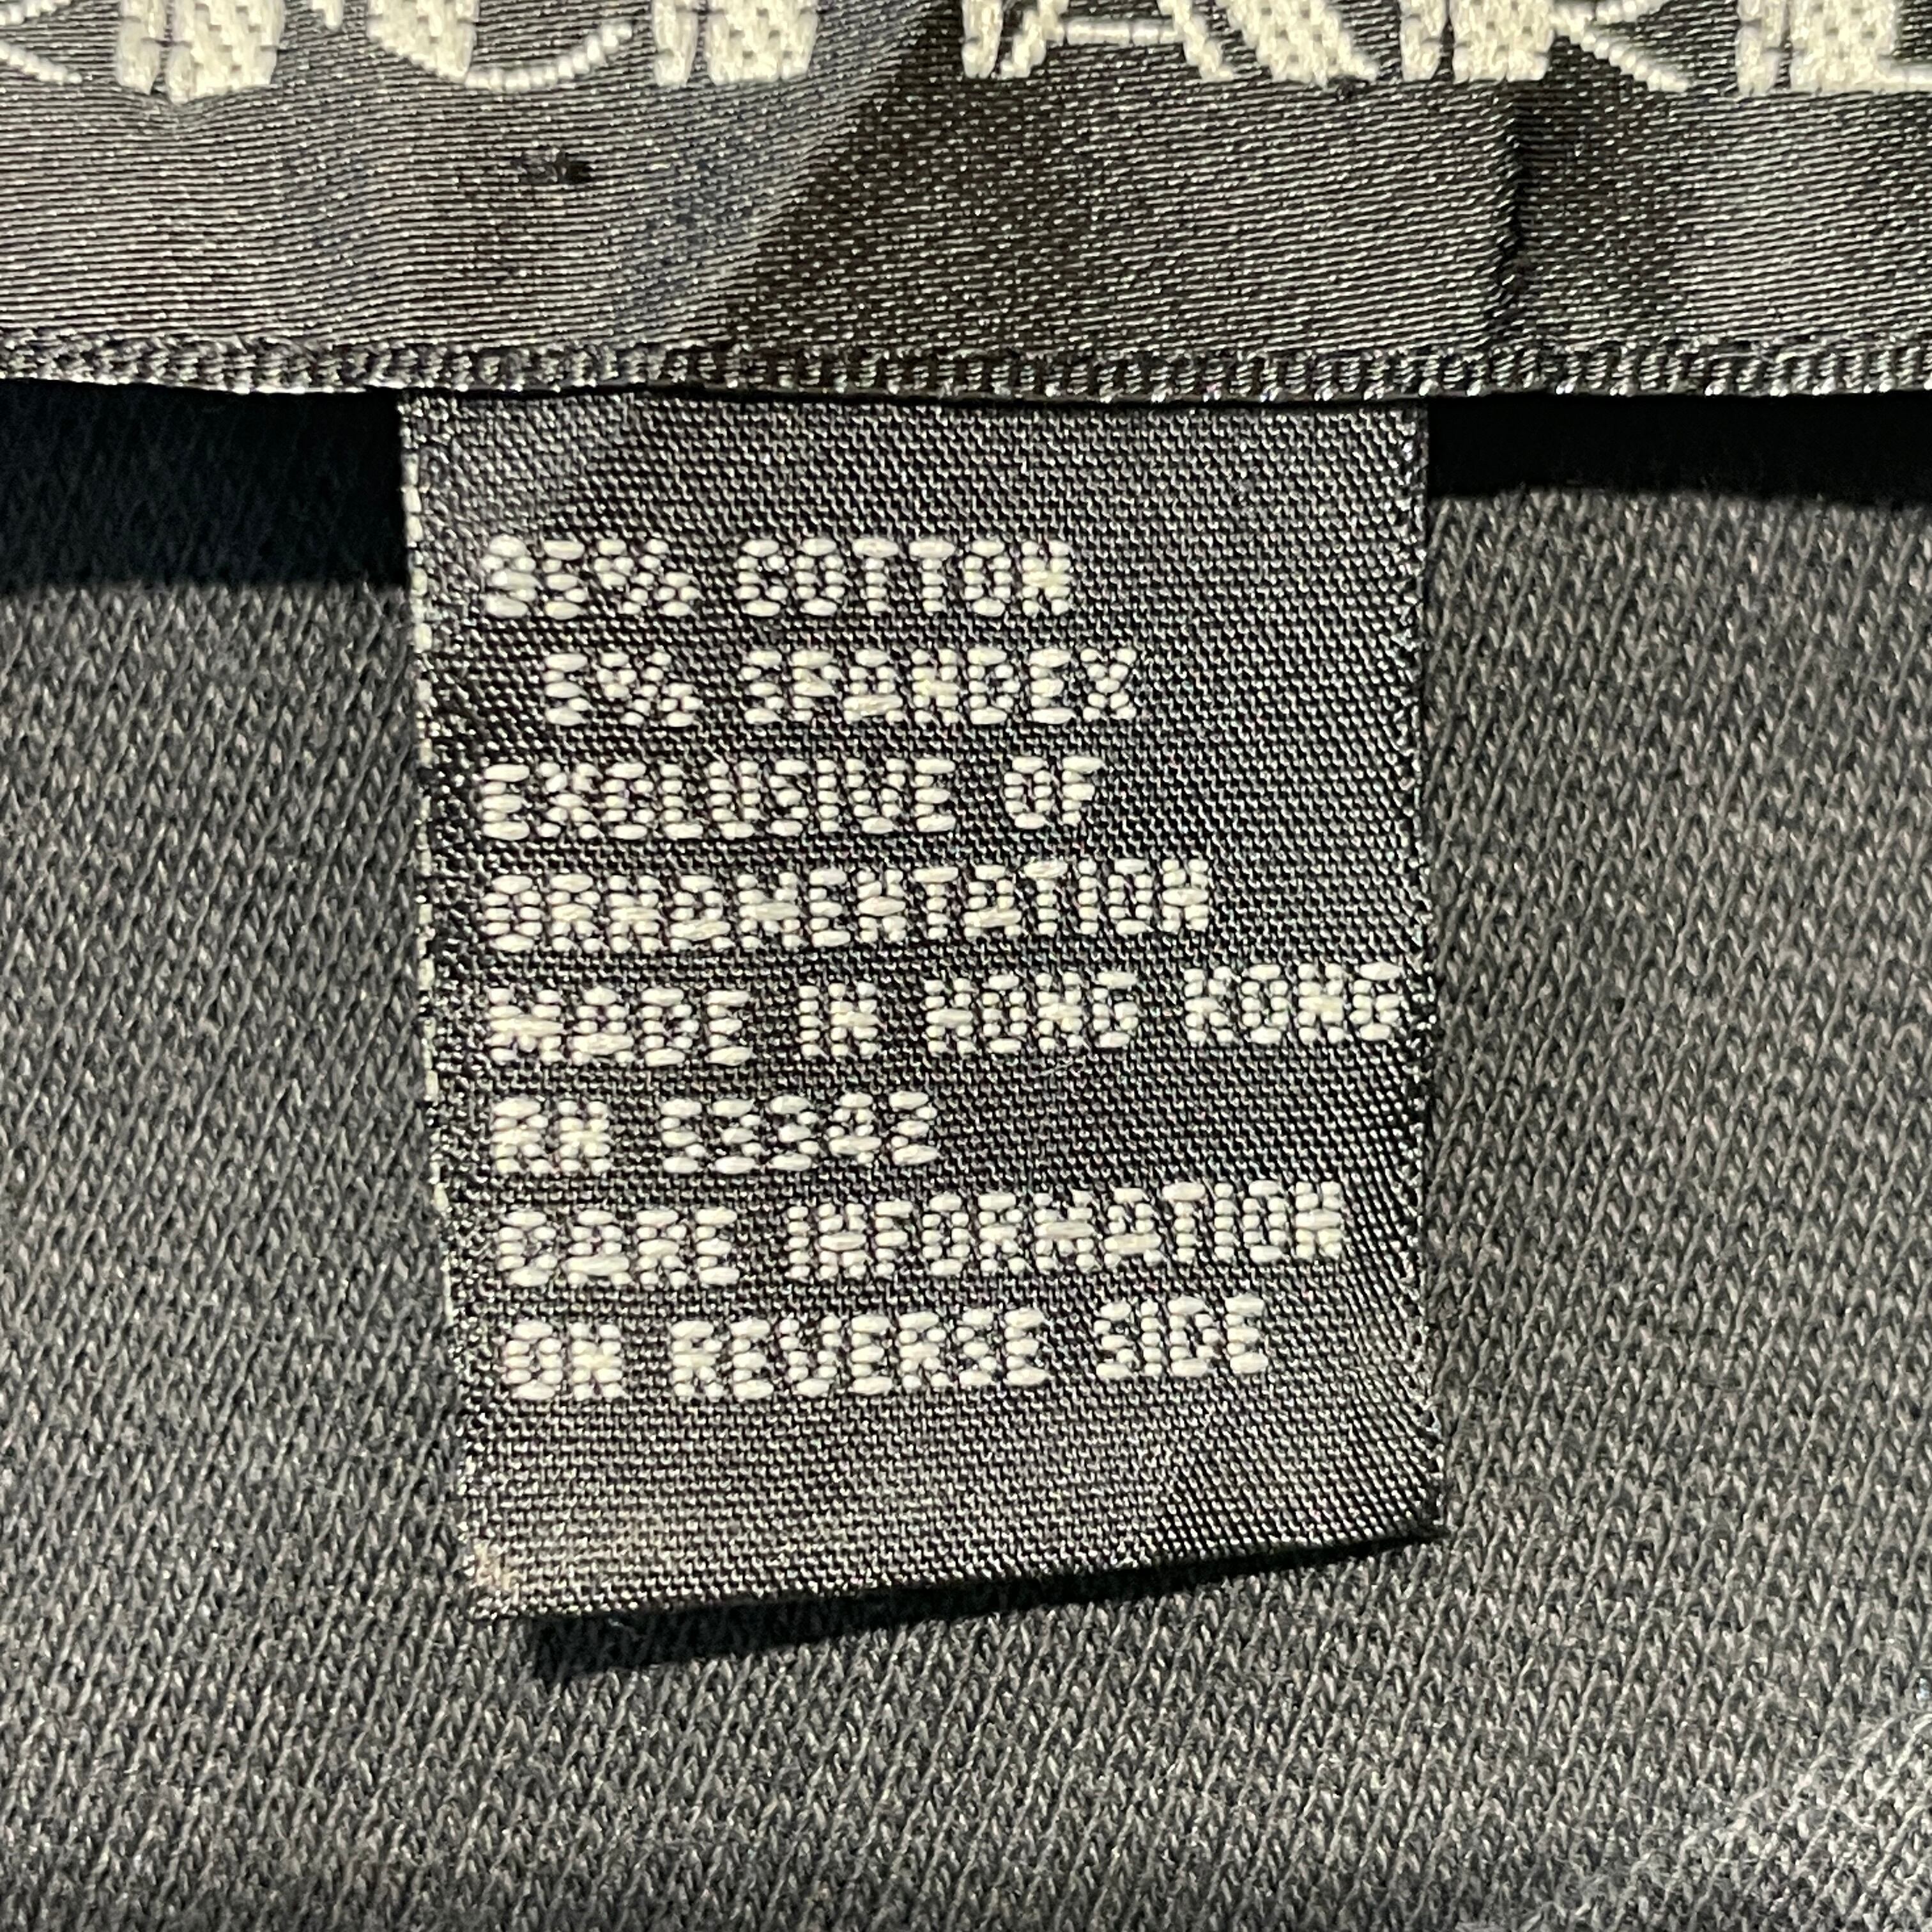 95% COTTON
5% SPANDEX
EXCLUSIVE OF
ORNAMENTATION
MADE IN HONG KONG
RN 53342
CARE INFORMATION
ON REVERSE SIDE